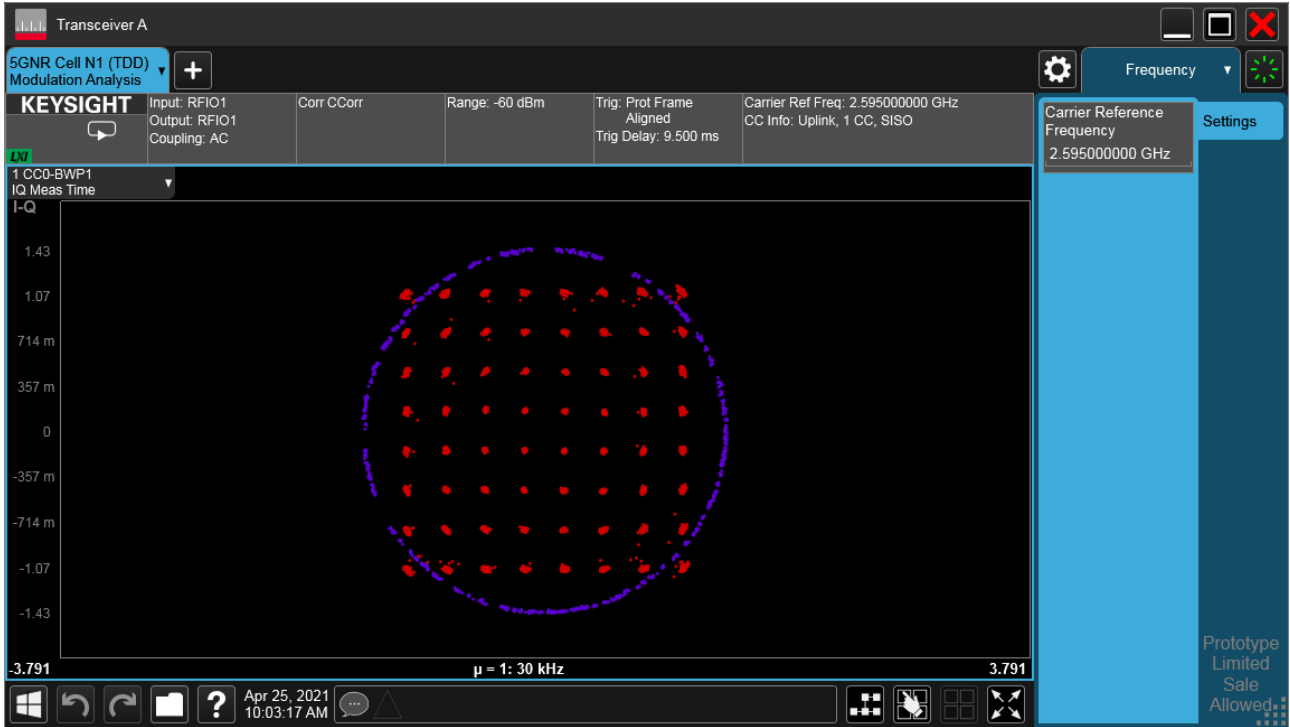 Transceiver A
5GNR Cell N1 (TDD)
Modulation Analysis
+
Frequency
KEYSIGHT
LXI
Input: RFIO1
Output: RFIO1
Coupling: AC
Corr CCorr
Range: -60 dBm
Trig: Prot Frame
Aligned
Trig Delay: 9.500 ms
Carrier Ref Freq: 2.595000000 GHz
CC Info: Uplink, 1 CC, SISO
Carrier Reference
Frequency
2.595000000 GHz
Settings
1 CC0-BWP1
IQ Meas Time
I-Q
1.43
1.07
714 m
357 m
0
-357 m
-714 m
-1.07
-1.43
-3.791
µ = 1: 30 kHz
3.791
Prototype
Limited
Sale
Allowed
?
Apr 25, 2021
10:03:17 AM